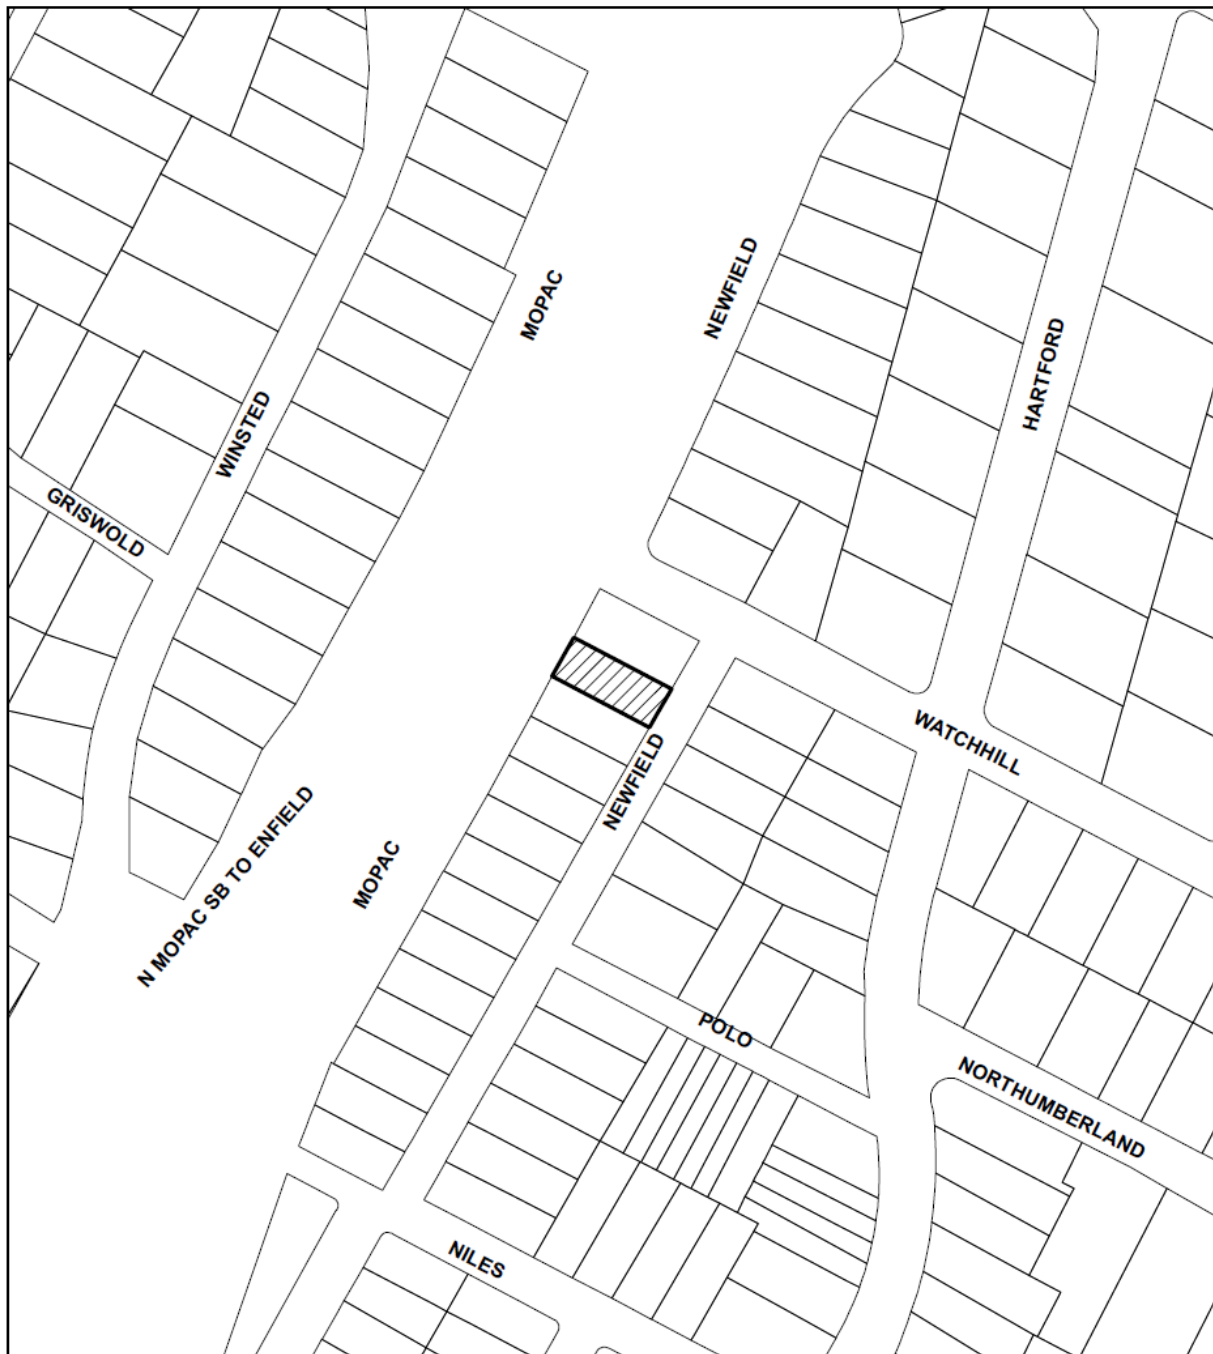 NEWFIELD
MOPAC
HARTFORD
WINSTED
GRISWOLD
WATCHHILL
NEWFIELD
N MOPAC SB TO ENFIELD
MOPAC
POLO
NORTHUMBERLAND
NILES